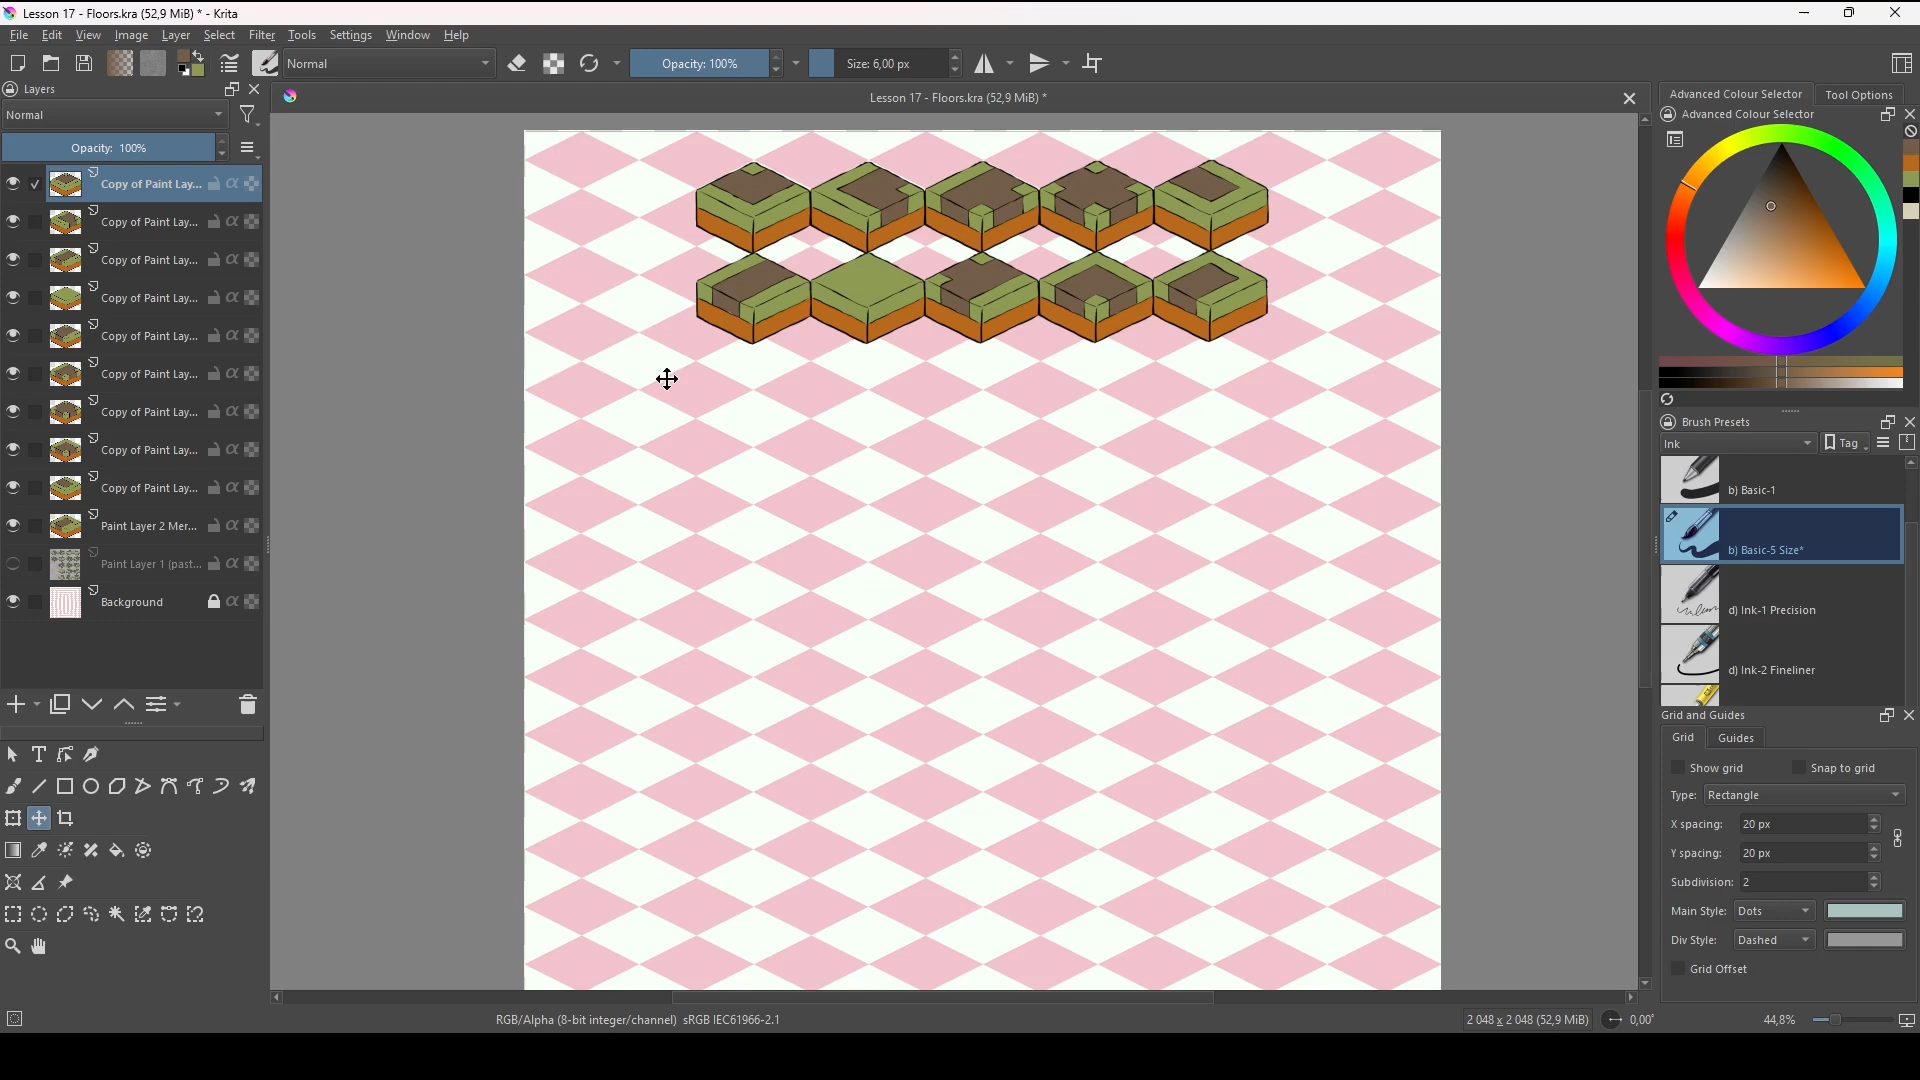 Lesson 17 - Floors.kra (52,9 MiB) * - Krita
File Edit View Image Layer Select Filter Tools Settings Window Help
Normal
Opacity: 100%
Size: 6,00 px
Layers
Lesson 17 - Floors.kra (52,9 MiB) *
Normal
Opacity: 100%
Copy of Paint Lay...
Copy of Paint Lay...
Copy of Paint Lay...
Copy of Paint Lay...
Copy of Paint Lay...
Copy of Paint Lay...
Copy of Paint Lay...
Copy of Paint Lay...
Copy of Paint Lay...
Paint Layer 2 Mer...
Paint Layer 1 (past...
Background
Advanced Colour Selector
Tool Options
Advanced Colour Selector
Brush Presets
Ink
Tag
b) Basic-1
b) Basic-5 Size*
d) Ink-1 Precision
d) Ink-2 Fineliner
Grid and Guides
Grid
Guides
Show grid
Snap to grid
Type: Rectangle
X spacing: 20 px
Y spacing: 20 px
Subdivision: 2
Main Style: Dots
Div Style: Dashed
Grid Offset
RGB/Alpha (8-bit integer/channel) sRGB IEC61966-2.1
2 048 x 2 048 (52,9 MiB)
0,00°
44,8%